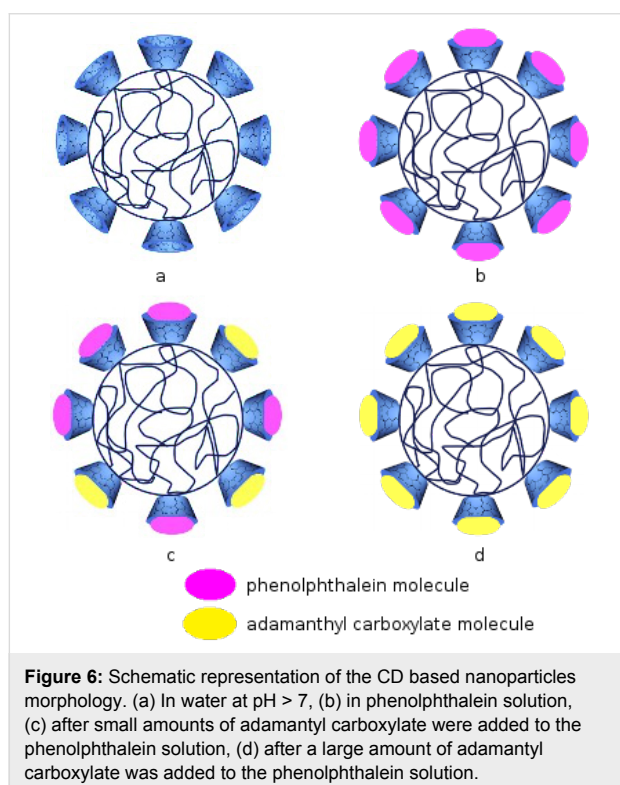 a
b
c
d
phenolphthalein molecule
adamanthyl carboxylate molecule
Figure 6: Schematic representation of the CD based nanoparticles
morphology. (a) In water at pH > 7, (b) in phenolphthalein solution,
(c) after small amounts of adamantyl carboxylate were added to the
phenolphthalein solution, (d) after a large amount of adamantyl
carboxylate was added to the phenolphthalein solution.